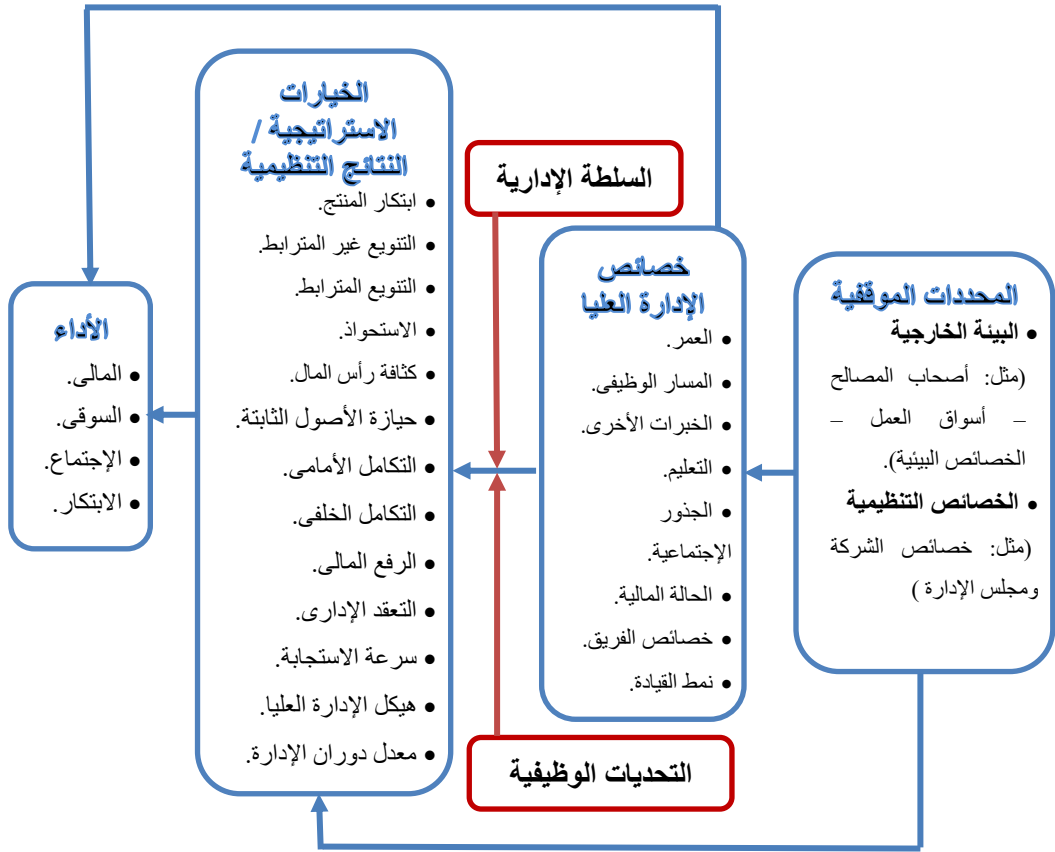 المحددات الموقفية
• البيئة الخارجية
(مثل: أصحاب المصالح
– أسواق العمل –
الخصائص البيئية).
• الخصائص التنظيمية
(مثل: خصائص الشركة
ومجلس الإدارة )
خصائص
الإدارة العليا
• العمر.
• المسار الوظيفى.
• الخبرات الأخرى.
• التعليم.
• الجذور
الإجتماعية.
• الحالة المالية.
• خصائص الفريق.
• نمط القيادة.
السلطة الإدارية
التحديات الوظيفية
الخيارات
الاستراتيجية /
النتائج التنظيمية
• ابتكار المنتج.
• التنويع غير المترابط.
• التنويع المترابط.
• الاستحواذ.
• كثافة رأس المال.
• حيازة الأصول الثابتة.
• التكامل الأمامى.
• التكامل الخلفى.
• الرفع المالى.
• التعقد الإدارى.
• سرعة الاستجابة.
• هيكل الإدارة العليا.
• معدل دوران الإدارة.
الأداء
• المالى.
• السوقى.
• الإجتماع.
• الابتكار.